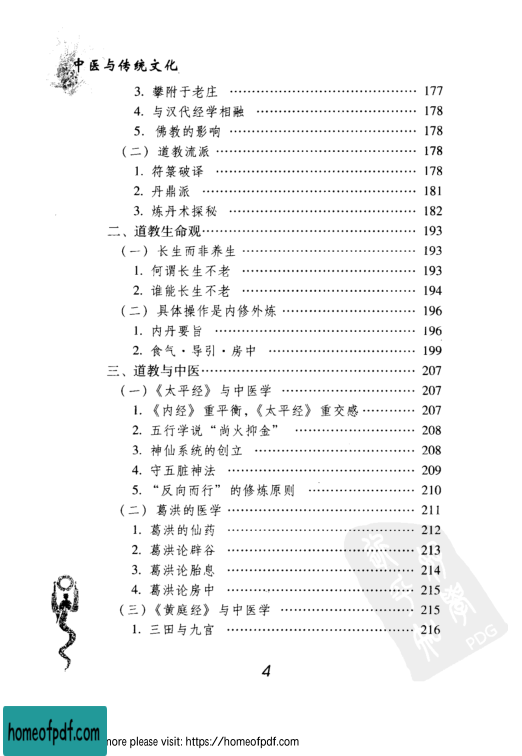 中医与传统文化
3. 攀附于老庄 …………………………………… 177
4. 与汉代经学相融 ……………………………… 178
5. 佛教的影响 …………………………………… 178
(二) 道教流派 ……………………………………… 178
1. 符箓破译 ……………………………………… 178
2. 丹鼎派 ………………………………………… 181
3. 炼丹术探秘 …………………………………… 182
二、道教生命观………………………………………… 193
(一) 长生而非养生 ………………………………… 193
1. 何谓长生不老 ………………………………… 193
2. 谁能长生不老 ………………………………… 194
(二) 具体操作是内修外炼 ………………………… 196
1. 内丹要旨 ……………………………………… 196
2. 食气·导引·房中 …………………………… 199
三、道教与中医………………………………………… 207
(一)《太平经》与中医学 ………………………… 207
1. 《内经》重平衡,《太平经》重交感 ………… 207
2. 五行学说“尚火抑金” ……………………… 208
3. 神仙系统的创立 ……………………………… 208
4. 守五脏神法 …………………………………… 209
5. “反向而行”的修炼原则 …………………… 210
(二) 葛洪的医学 …………………………………… 211
1. 葛洪的仙药 …………………………………… 212
2. 葛洪论辟谷 …………………………………… 213
3. 葛洪论胎息 …………………………………… 214
4. 葛洪论房中 …………………………………… 215
(三)《黄庭经》与中医学 ………………………… 215
1. 三田与九宫 …………………………………… 216
PDG
4
homeofpdf.com
more please visit: https://homeofpdf.com